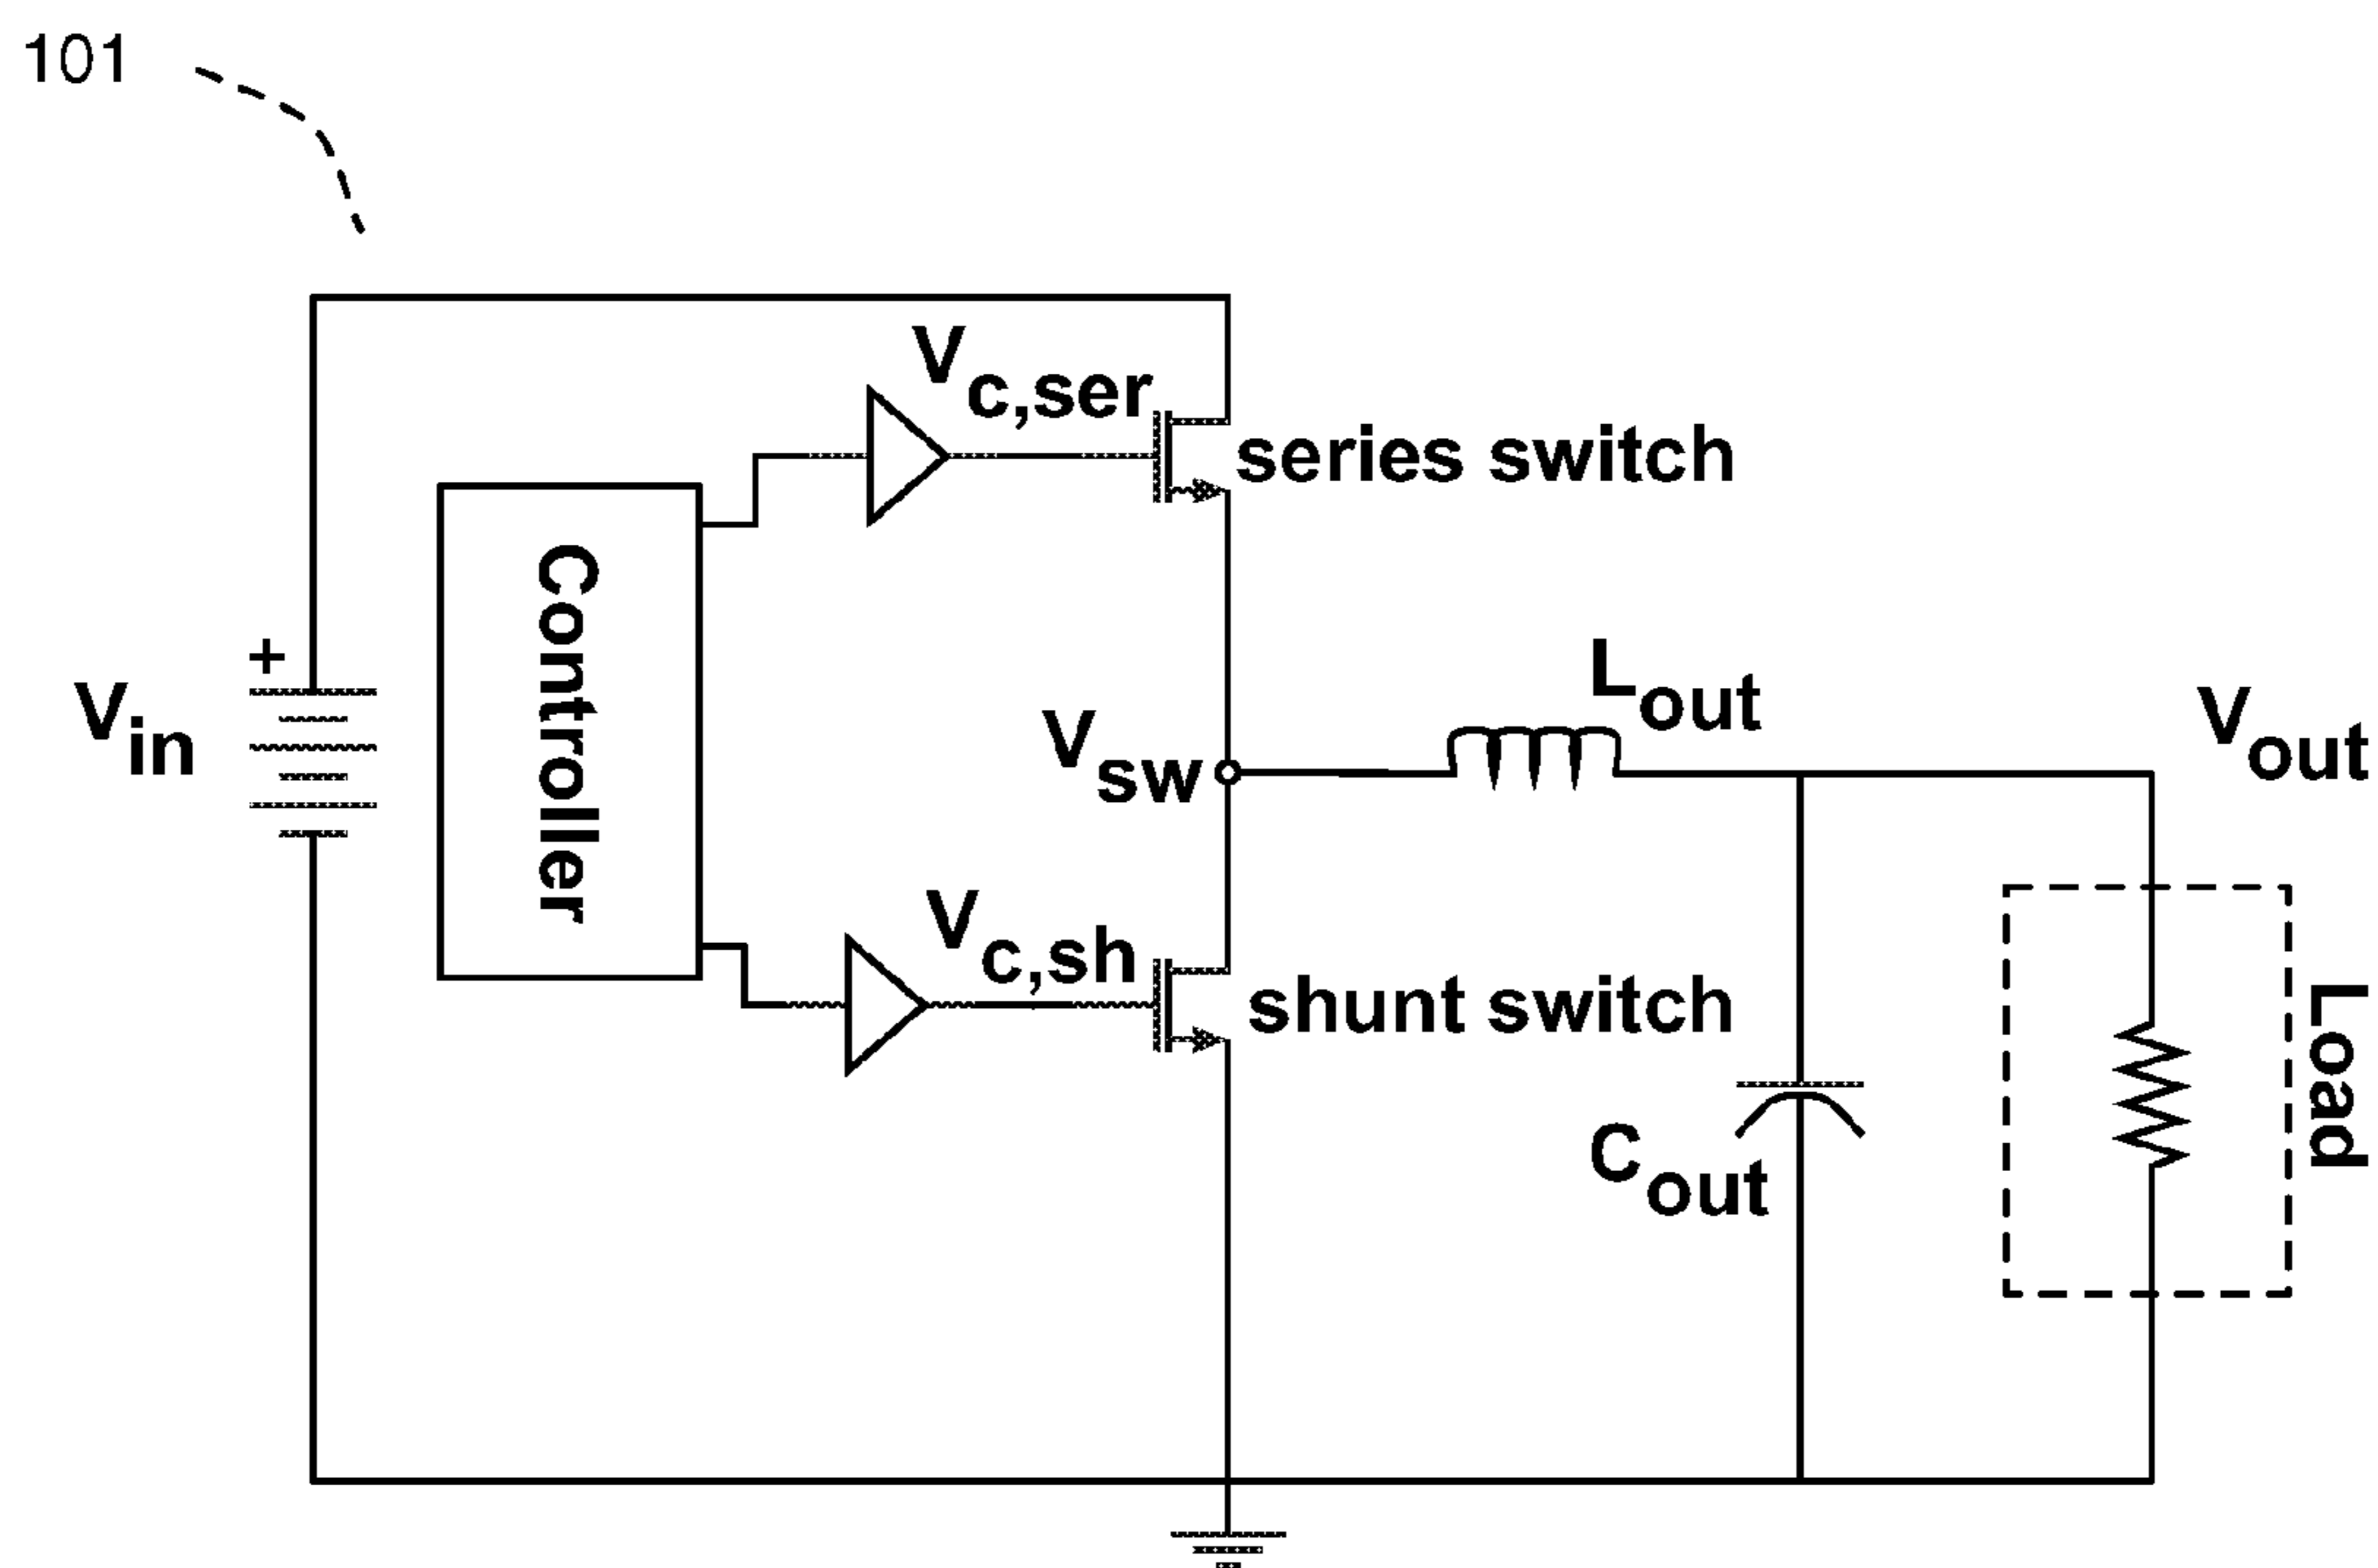 101
Vc,ser
series switch
Controller
+
Vin
Lout
Vsw
Vout
Vc,sh
shunt switch
Load
Cout